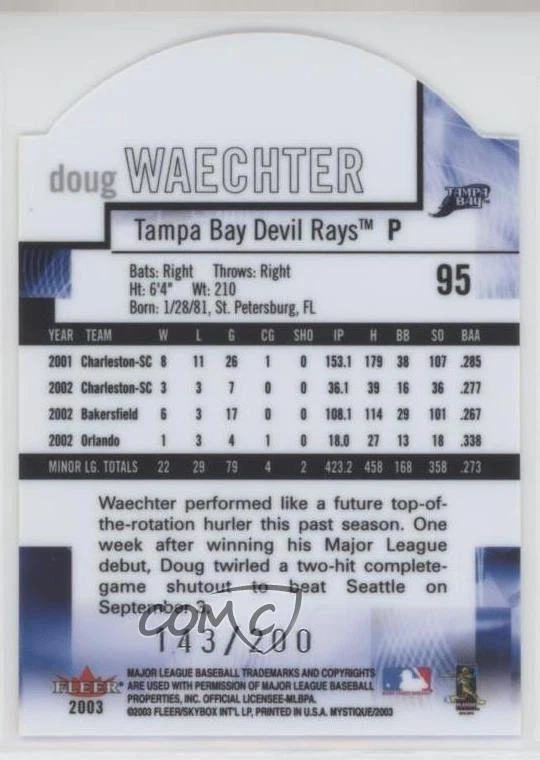 doug WAECHTER
TAMPA BAY
Tampa Bay Devil Rays™ P
Bats: Right Throws: Right
Ht: 6'4" Wt: 210
Born: 1/28/81, St. Petersburg, FL
95
YEAR TEAM W L G CG SHO IP H BB SO BAA
2001 Charleston-SC 8 11 26 1 0 153.1 179 38 107 .285
2002 Charleston-SC 3 3 7 0 0 36.1 39 16 36 .277
2002 Bakersfield 6 3 17 0 0 108.1 114 29 101 .267
2002 Orlando 1 3 4 1 0 18.0 27 13 18 .338
MINOR LG. TOTALS 22 29 79 4 2 423.2 458 168 358 .273
Waechter performed like a future top-of-
the-rotation hurler this past season. One
week after winning his Major League
debut, Doug twirled a two-hit complete-
game shutout to beat Seattle on
September 3.
COMC
143/200
FLEER
2003
MAJOR LEAGUE BASEBALL TRADEMARKS AND COPYRIGHTS
ARE USED WITH PERMISSION OF MAJOR LEAGUE BASEBALL
PROPERTIES, INC. OFFICIAL LICENSEE-MLBPA.
©2003 FLEER/SKYBOX INT'L LP, PRINTED IN U.S.A. MYSTIQUE/2003